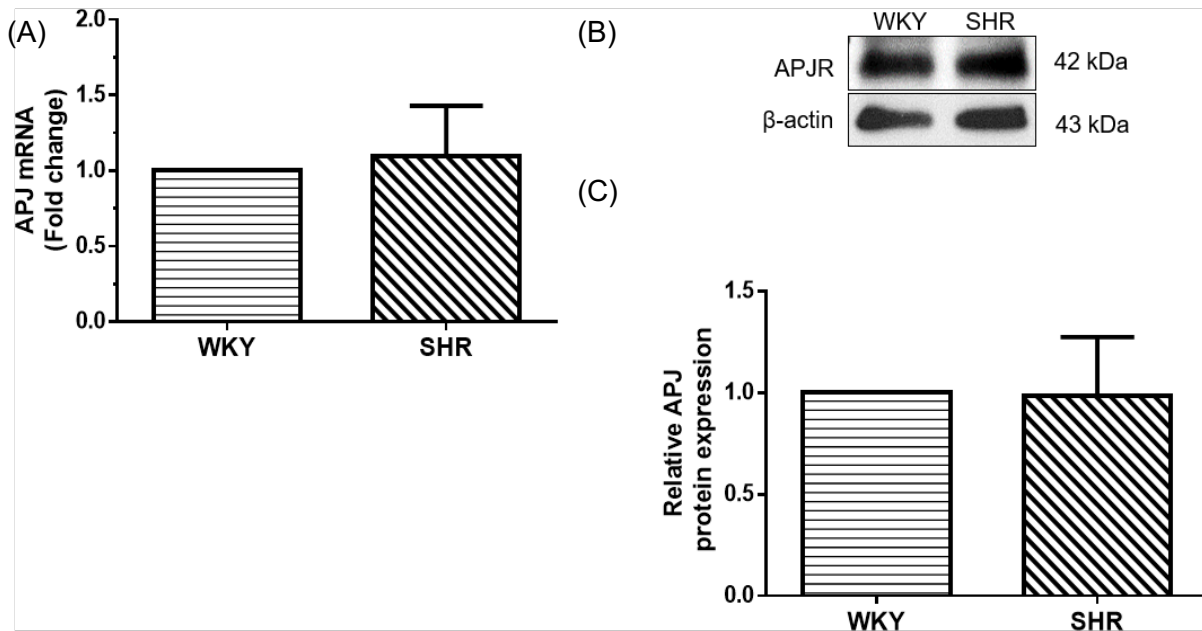 (A)
2.0
1.5
1.0
0.5
0.0
APJ mRNA
(Fold change)
WKY SHR
(B)
WKY SHR
APJR 42 kDa
β-actin 43 kDa
(C)
1.5
1.0
0.5
0.0
Relative APJ
protein expression
WKY SHR